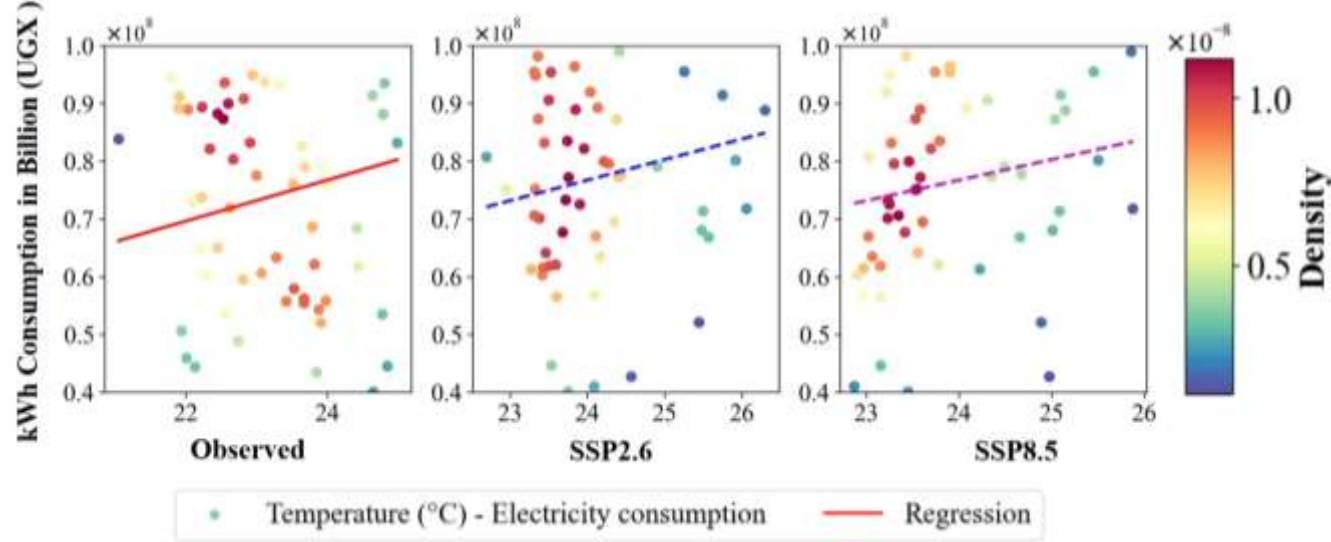 kWh Consumption in Billion (UGX )
×10⁸ ×10⁸ ×10⁸ ×10⁻⁸
1.0 1.0 1.0
0.9 0.9 0.9
0.8 0.8 0.8
0.7 0.7 0.7
0.6 0.6 0.6
0.5 0.5 0.5
0.4 0.4 0.4
22 24 23 24 25 26 23 24 25 26
Observed SSP2.6 SSP8.5
1.0
0.5
Density
Temperature (°C) - Electricity consumption Regression